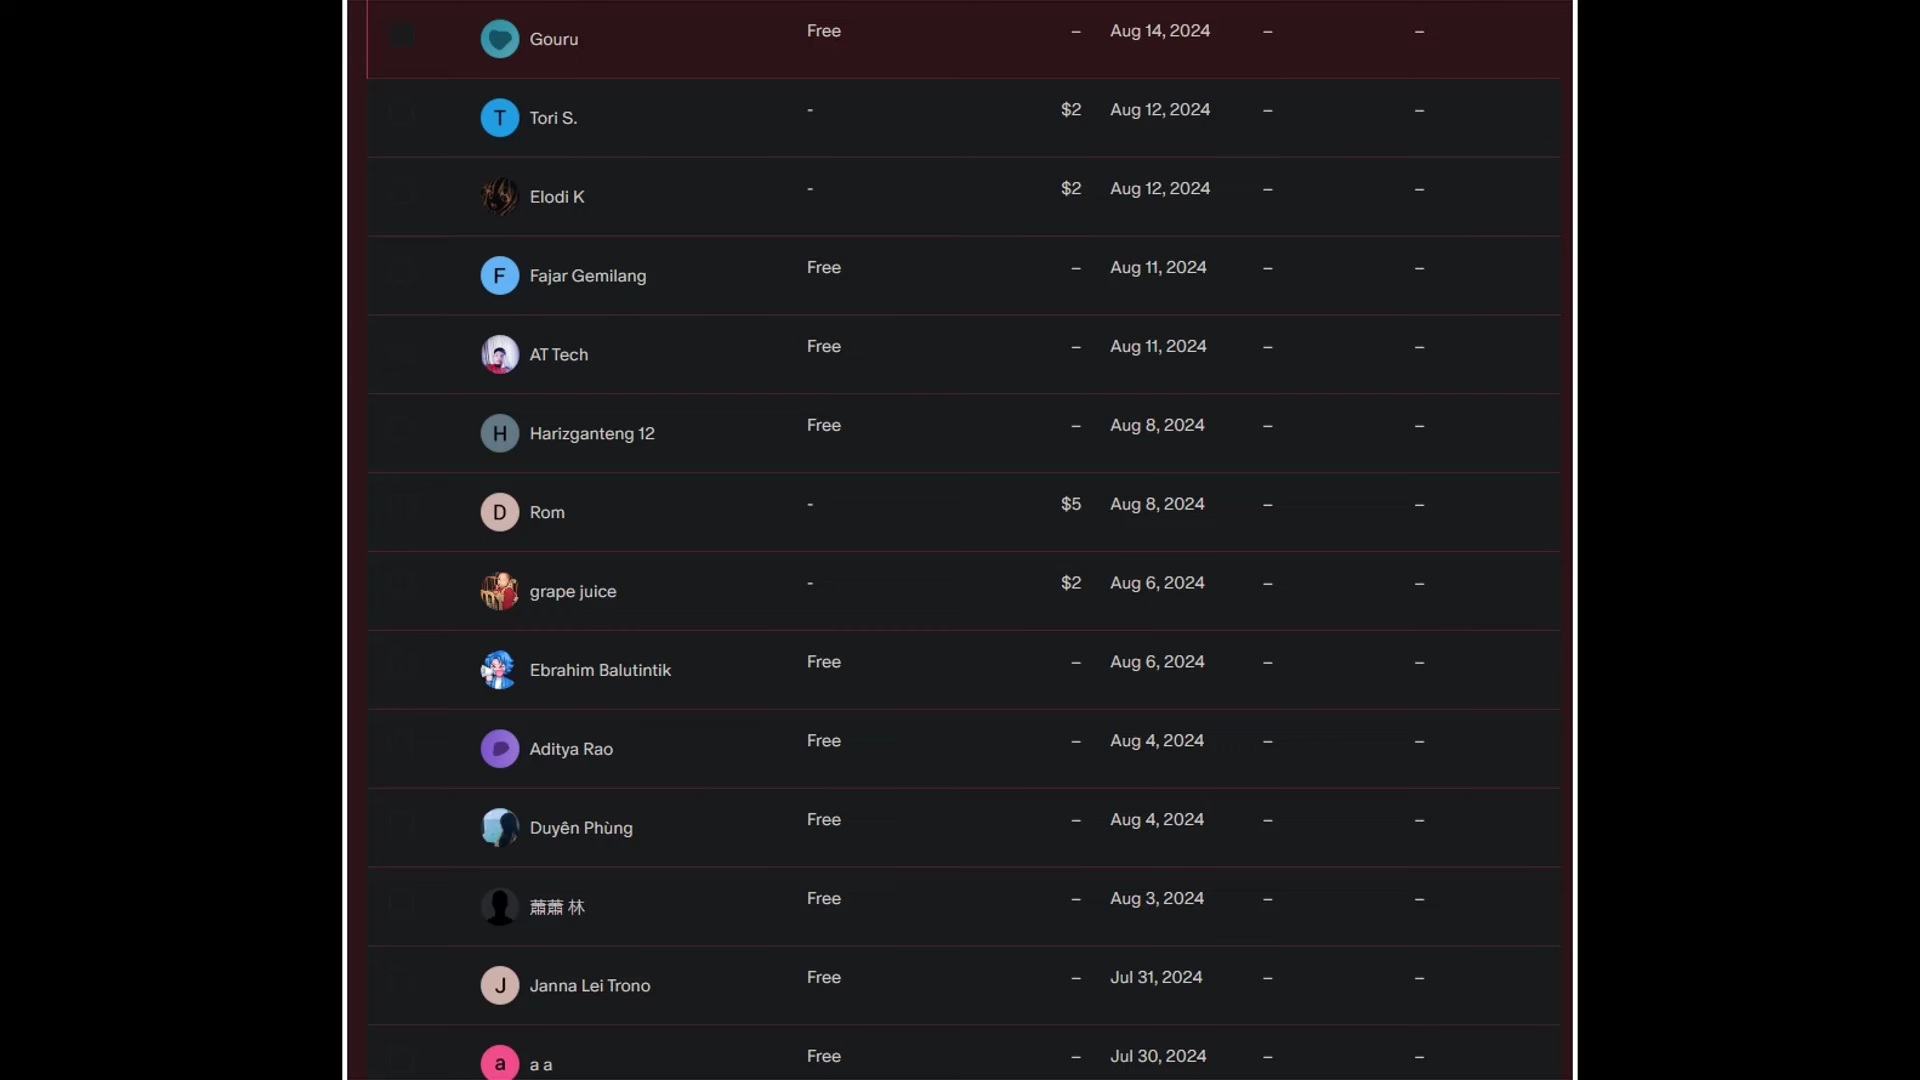 Gouru Free – Aug 14, 2024 – –
T Tori S. - $2 Aug 12, 2024 – –
Elodi K - $2 Aug 12, 2024 – –
F Fajar Gemilang Free – Aug 11, 2024 – –
AT Tech Free – Aug 11, 2024 – –
H Harizganteng 12 Free – Aug 8, 2024 – –
D Rom - $5 Aug 8, 2024 – –
grape juice - $2 Aug 6, 2024 – –
Ebrahim Balutintik Free – Aug 6, 2024 – –
Aditya Rao Free – Aug 4, 2024 – –
Duyên Phùng Free – Aug 4, 2024 – –
蕭蕭 林 Free – Aug 3, 2024 – –
J Janna Lei Trono Free – Jul 31, 2024 – –
a a a Free – Jul 30, 2024 – –